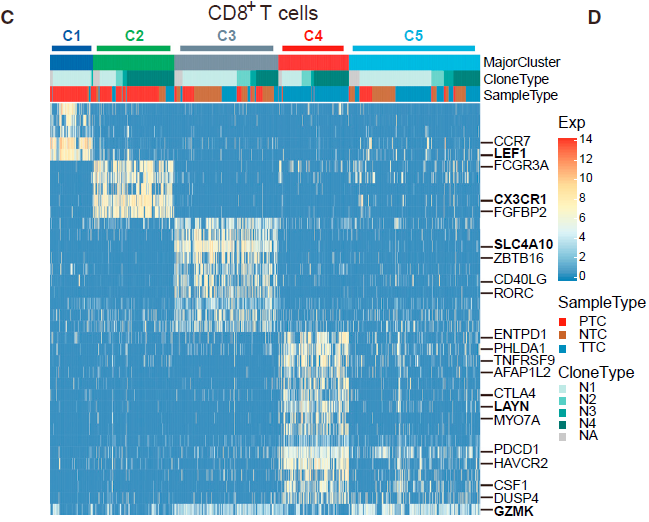 C
CD8+ T cells
D
C1 C2 C3 C4 C5
MajorCluster
CloneType
SampleType
CCR7
LEF1
FCGR3A
CX3CR1
FGFBP2
SLC4A10
ZBTB16
CD40LG
RORC
ENTPD1
PHLDA1
TNFRSF9
AFAP1L2
CTLA4
LAYN
MYO7A
PDCD1
HAVCR2
CSF1
DUSP4
GZMK
Exp
14
12
10
8
6
4
2
0
SampleType
PTC
NTC
TTC
CloneType
N1
N2
N3
N4
NA